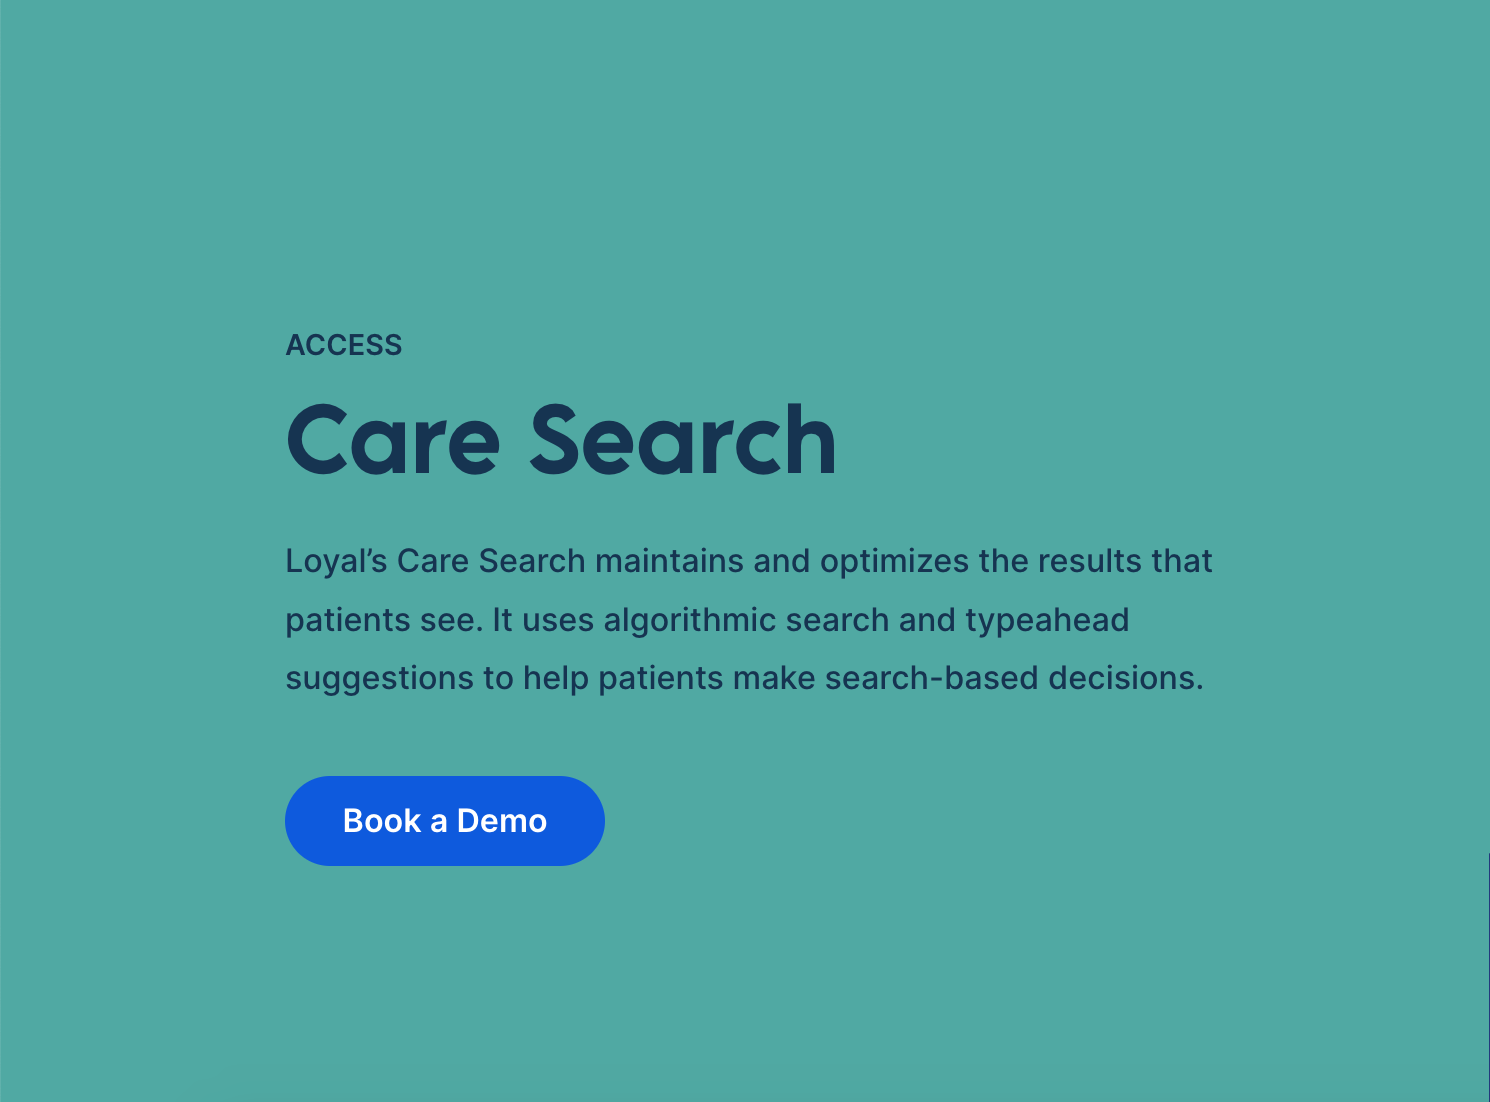 ACCESS
Care Search
Loyal’s Care Search maintains and optimizes the results that
patients see. It uses algorithmic search and typeahead
suggestions to help patients make search-based decisions.
Book a Demo